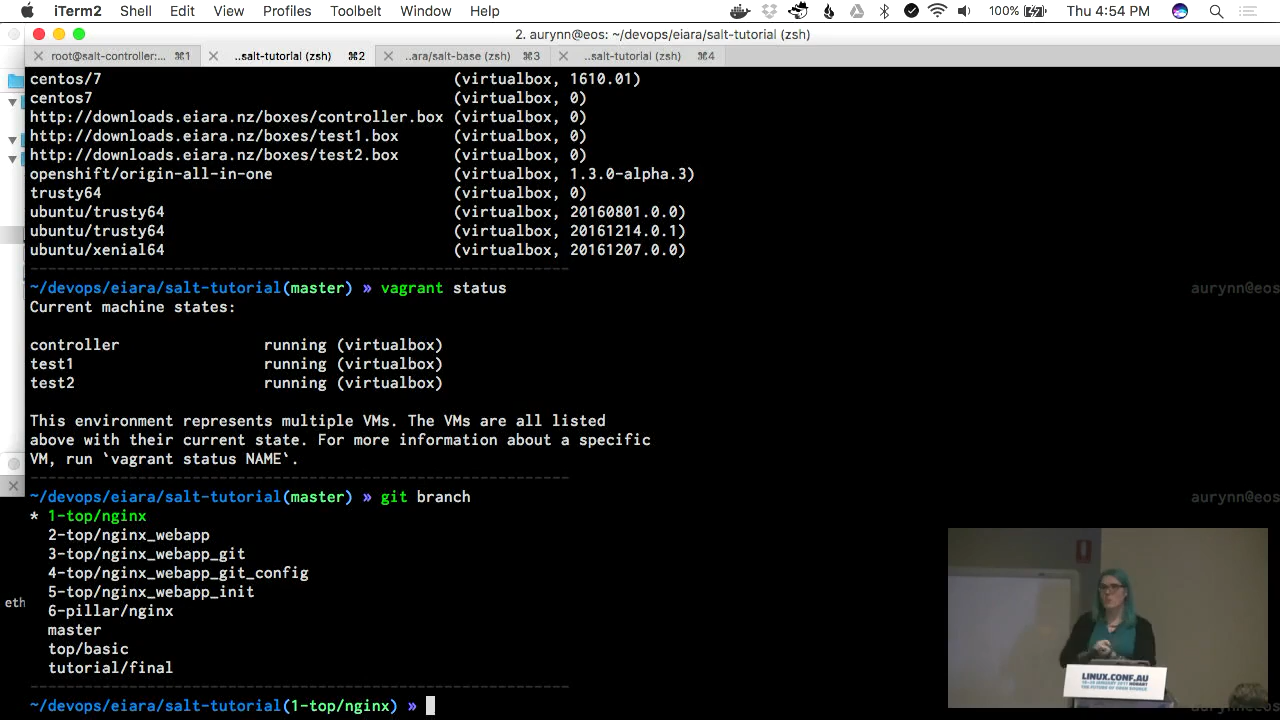 iTerm2 Shell Edit View Profiles Toolbelt Window Help 100% Thu 4:54 PM
2. aurynn@eos: ~/devops/eiara/salt-tutorial (zsh)
root@salt-controller:... ⌘1 ..salt-tutorial (zsh) ⌘2 ..ara/salt-base (zsh) ⌘3 ..salt-tutorial (zsh) ⌘4
centos/7 (virtualbox, 1610.01)
centos7 (virtualbox, 0)
http://downloads.eiara.nz/boxes/controller.box (virtualbox, 0)
http://downloads.eiara.nz/boxes/test1.box (virtualbox, 0)
http://downloads.eiara.nz/boxes/test2.box (virtualbox, 0)
openshift/origin-all-in-one (virtualbox, 1.3.0-alpha.3)
trusty64 (virtualbox, 0)
ubuntu/trusty64 (virtualbox, 20160801.0.0)
ubuntu/trusty64 (virtualbox, 20161214.0.1)
ubuntu/xenial64 (virtualbox, 20161207.0.0)
------------------------------------------------------------
~/devops/eiara/salt-tutorial(master) » vagrant status aurynn@eos
Current machine states:
controller running (virtualbox)
test1 running (virtualbox)
test2 running (virtualbox)
This environment represents multiple VMs. The VMs are all listed
above with their current state. For more information about a specific
VM, run `vagrant status NAME`.
------------------------------------------------------------
~/devops/eiara/salt-tutorial(master) » git branch aurynn@eos
* 1-top/nginx
2-top/nginx_webapp
3-top/nginx_webapp_git
4-top/nginx_webapp_git_config
5-top/nginx_webapp_init
eth
6-pillar/nginx
master
top/basic
tutorial/final
------------------------------------------------------------
~/devops/eiara/salt-tutorial(1-top/nginx) » aurynn@eos
LINUX.CONF.AU